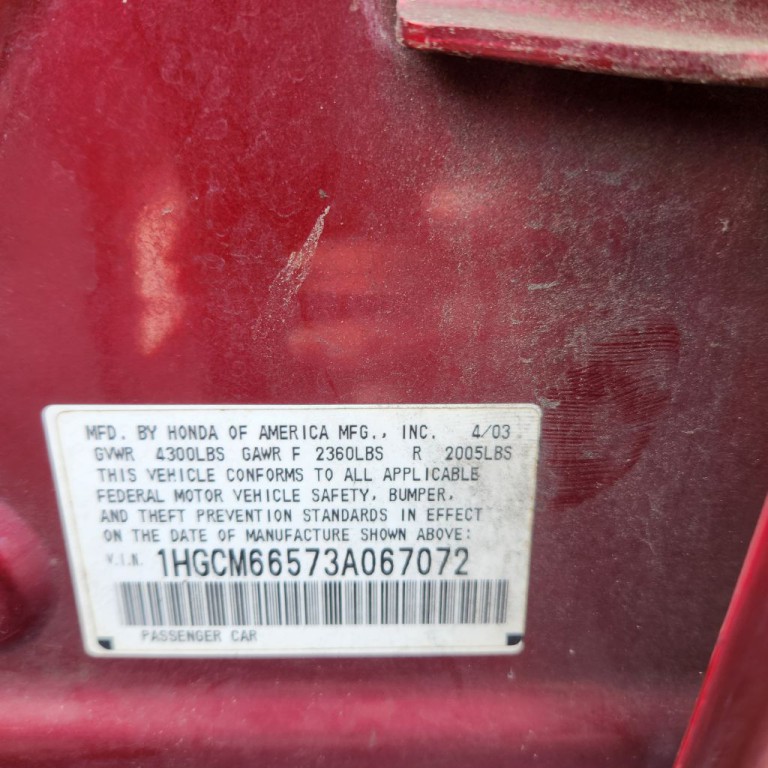 MFD. BY HONDA OF AMERICA MFG., INC. 4/03
GVWR 4300LBS GAWR F 2360LBS R 2005LBS
THIS VEHICLE CONFORMS TO ALL APPLICABLE
FEDERAL MOTOR VEHICLE SAFETY, BUMPER,
AND THEFT PREVENTION STANDARDS IN EFFECT
ON THE DATE OF MANUFACTURE SHOWN ABOVE:
V.I.N. 1HGCM66573A067072
PASSENGER CAR